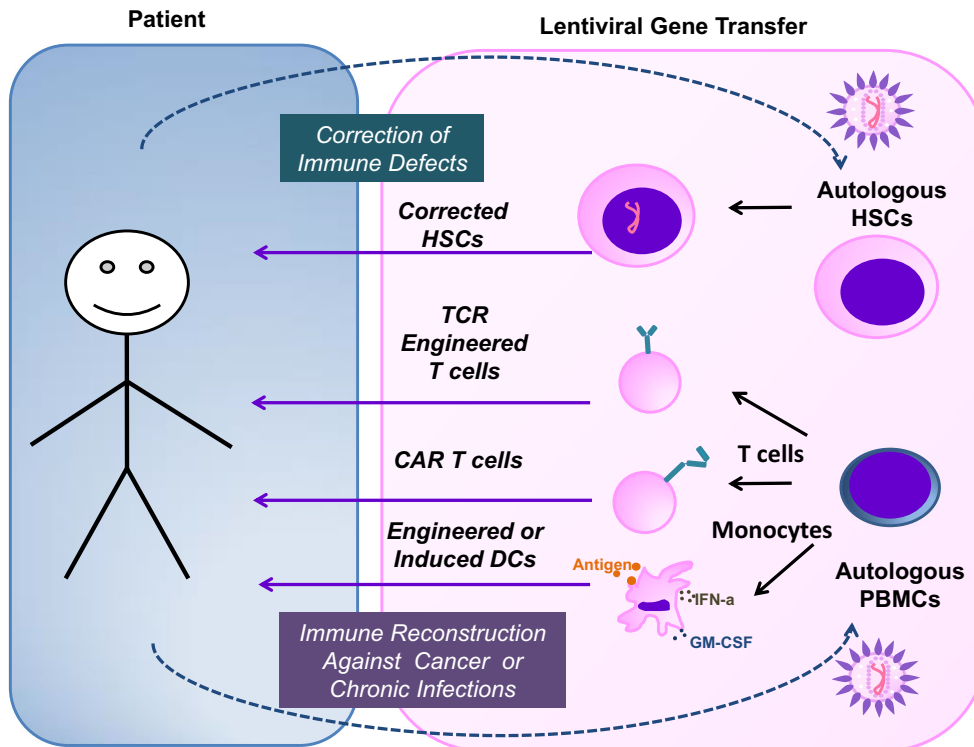 Patient
Lentiviral Gene Transfer
Correction of
Immune Defects
Autologous
HSCs
Corrected
HSCs
TCR
Engineered
T cells
CAR T cells
T cells
Monocytes
Engineered or
Induced DCs
Antigen
IFN-a
GM-CSF
Autologous
PBMCs
Immune Reconstruction
Against Cancer or
Chronic Infections